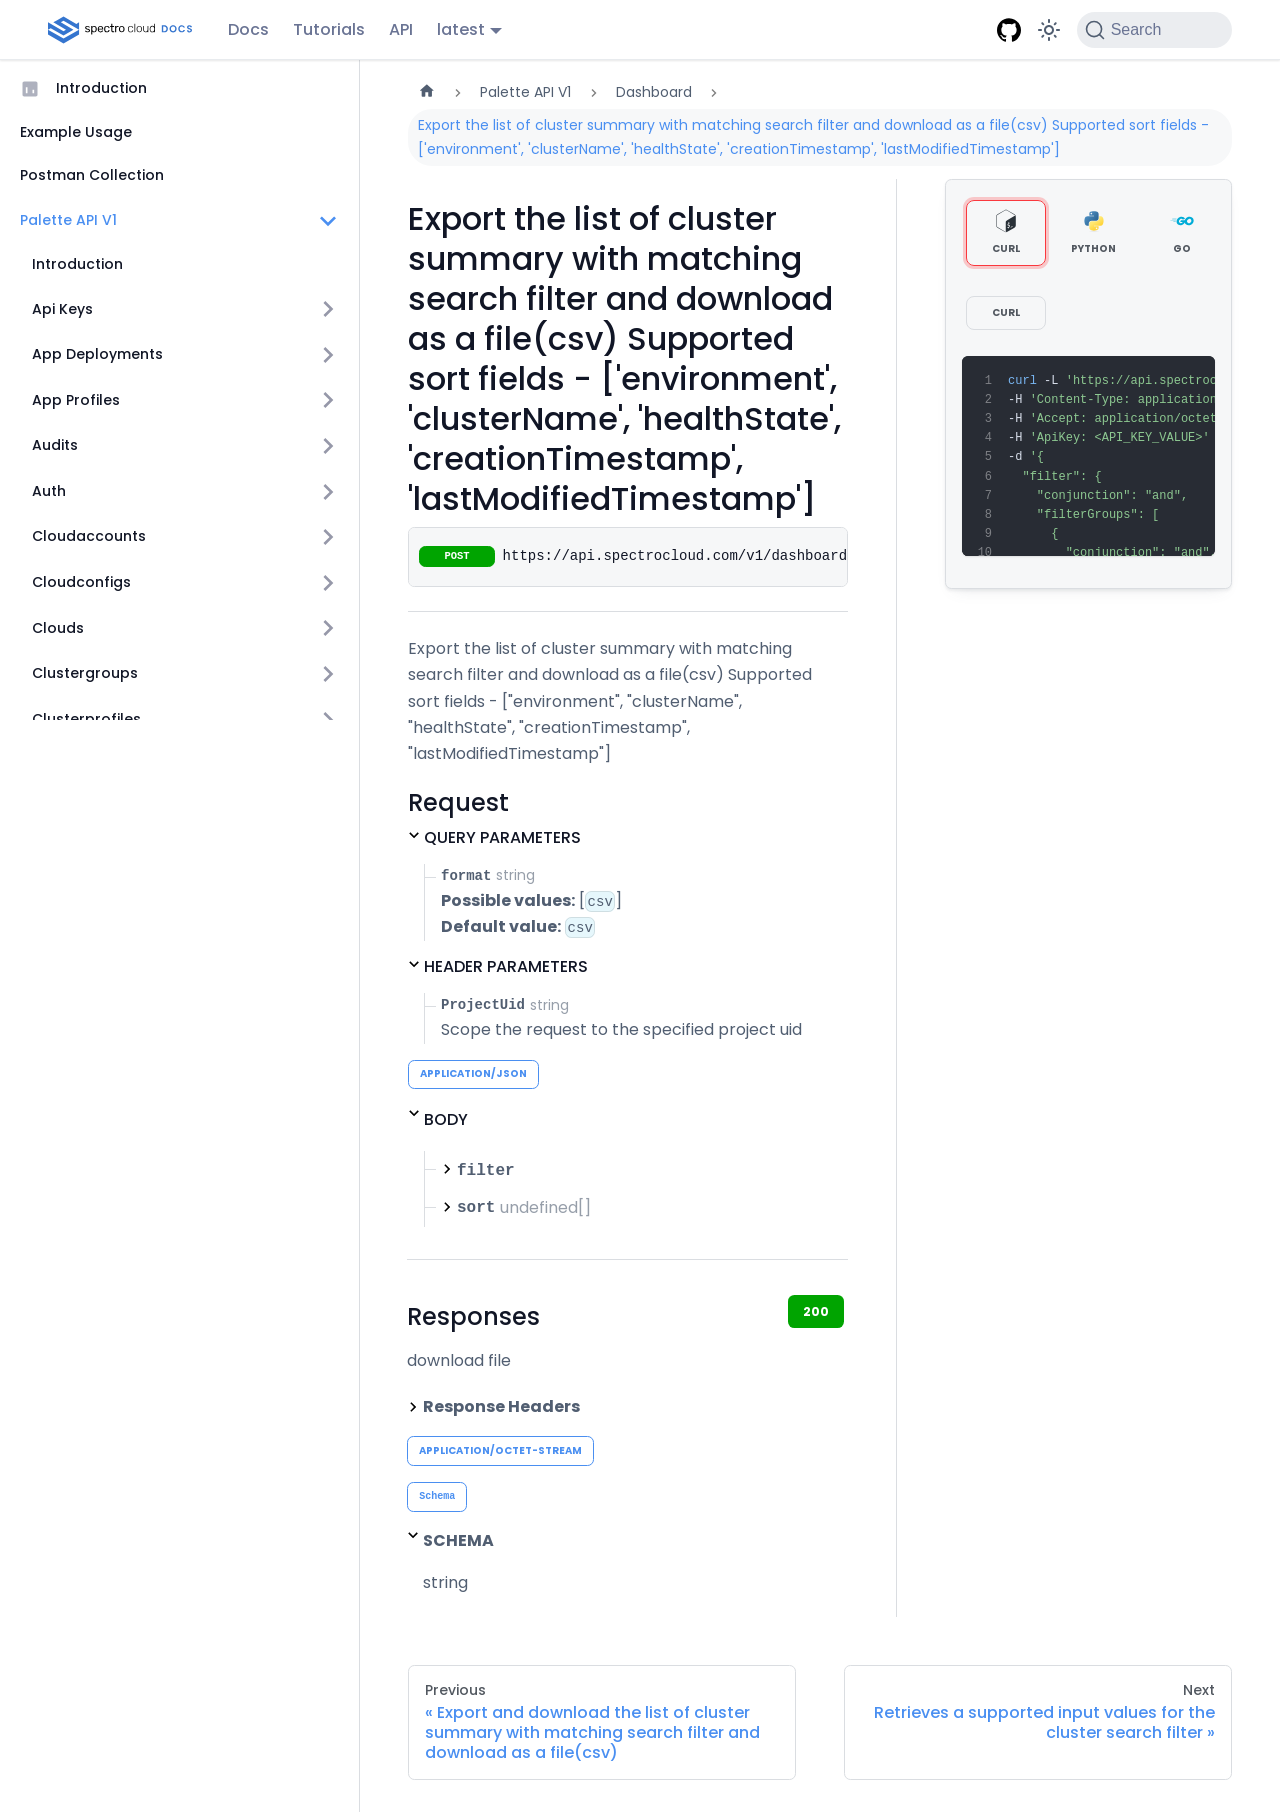 spectro cloud DOCS
Docs
Tutorials
API
latest
Search
Introduction
Example Usage
Postman Collection
Palette API V1
Introduction
Api Keys
App Deployments
App Profiles
Audits
Auth
Cloudaccounts
Cloudconfigs
Clouds
Clustergroups
Clusterprofiles
Palette API V1
Dashboard
Export the list of cluster summary with matching search filter and download as a file(csv) Supported sort fields -
['environment', 'clusterName', 'healthState', 'creationTimestamp', 'lastModifiedTimestamp']
Export the list of cluster
summary with matching
search filter and download
as a file(csv) Supported
sort fields - ['environment',
'clusterName', 'healthState',
'creationTimestamp',
'lastModifiedTimestamp']
POST https://api.spectrocloud.com/v1/dashboard
Export the list of cluster summary with matching
search filter and download as a file(csv) Supported
sort fields - ["environment", "clusterName",
"healthState", "creationTimestamp",
"lastModifiedTimestamp"]
Request
QUERY PARAMETERS
format string
Possible values: [csv]
Default value: csv
HEADER PARAMETERS
ProjectUid string
Scope the request to the specified project uid
APPLICATION/JSON
BODY
filter
sort undefined[]
Responses
200
download file
Response Headers
APPLICATION/OCTET-STREAM
Schema
SCHEMA
string
CURL
PYTHON
GO
CURL
1 curl -L 'https://api.spectroc
2 -H 'Content-Type: application
3 -H 'Accept: application/octet
4 -H 'ApiKey: <API_KEY_VALUE>'
5 -d '{
6 "filter": {
7 "conjunction": "and",
8 "filterGroups": [
9 {
10 "conjunction": "and"
Previous
« Export and download the list of cluster
summary with matching search filter and
download as a file(csv)
Next
Retrieves a supported input values for the
cluster search filter »